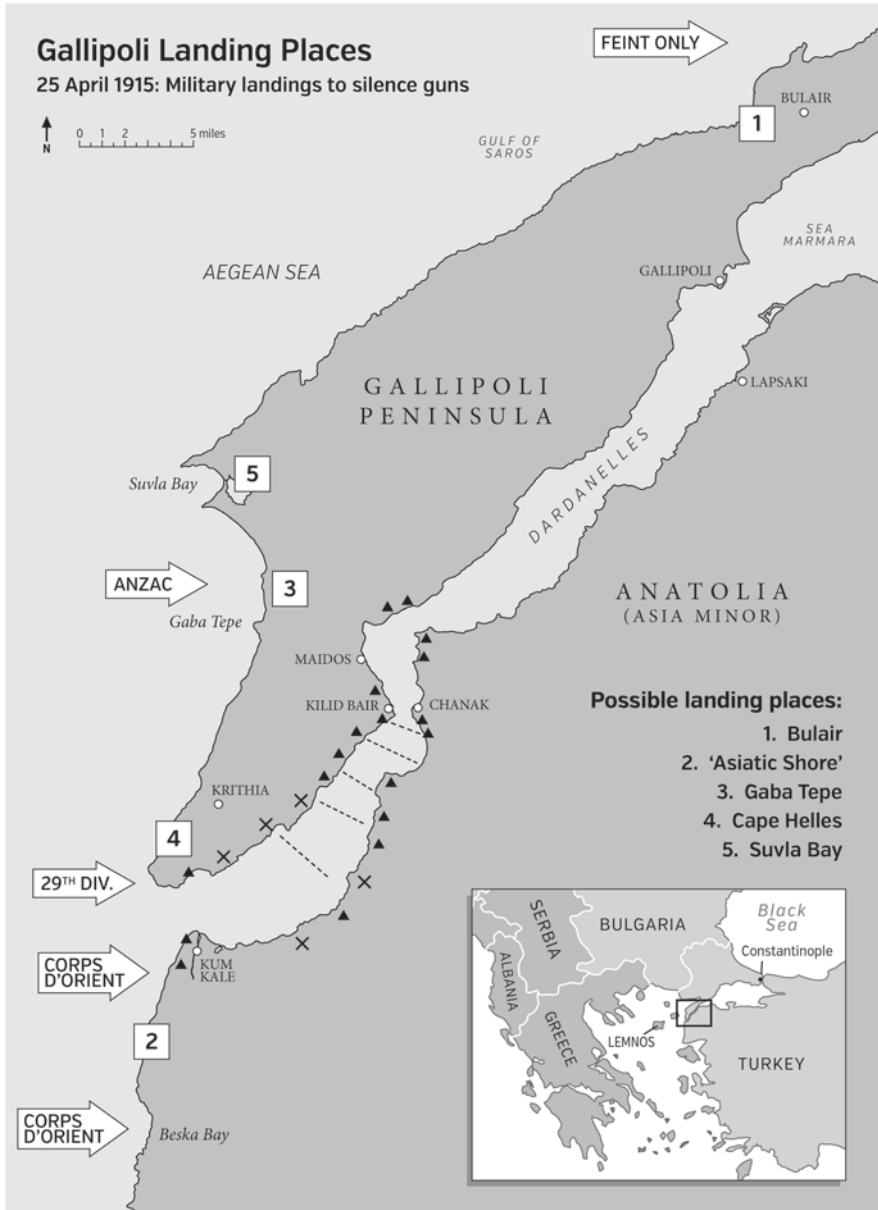 Gallipoli Landing Places
25 April 1915: Military landings to silence guns
N
0 1 2 5 miles
FEINT ONLY
BULAIR
1
GULF OF
SAROS
SEA
MARMARA
AEGEAN SEA
GALLIPOLI
LAPSAKI
GALLIPOLI
PENINSULA
Suvla Bay
5
DARDANELLES
ANZAC
3
Gaba Tepe
ANATOLIA
(ASIA MINOR)
MAIDOS
KILID BAIR
CHANAK
KRITHIA
4
29TH DIV.
CORPS
D'ORIENT
KUM
KALE
2
CORPS
D'ORIENT
Beska Bay
Possible landing places:
1. Bulair
2. ‘Asiatic Shore’
3. Gaba Tepe
4. Cape Helles
5. Suvla Bay
SERBIA
BULGARIA
Black
Sea
Constantinople
ALBANIA
GREECE
LEMNOS
TURKEY